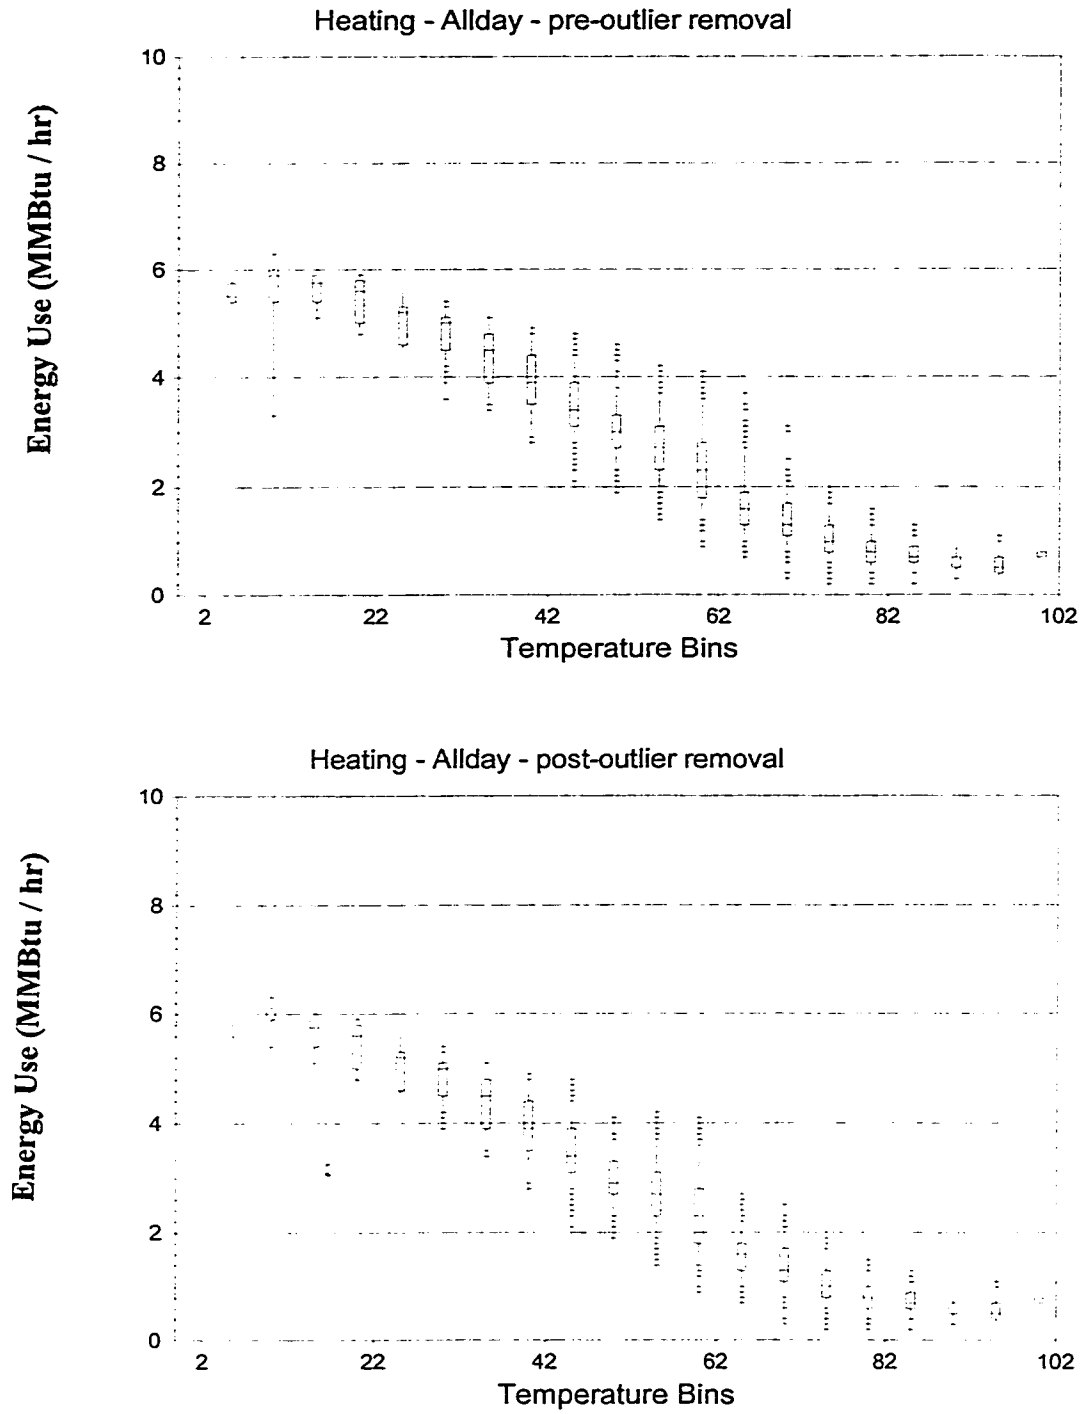 Heating - Allday - pre-outlier removal
10
8
6
4
2
0
Energy Use (MMBtu / hr)
2 22 42 62 82 102
Temperature Bins
Heating - Allday - post-outlier removal
10
8
6
4
2
0
Energy Use (MMBtu / hr)
2 22 42 62 82 102
Temperature Bins